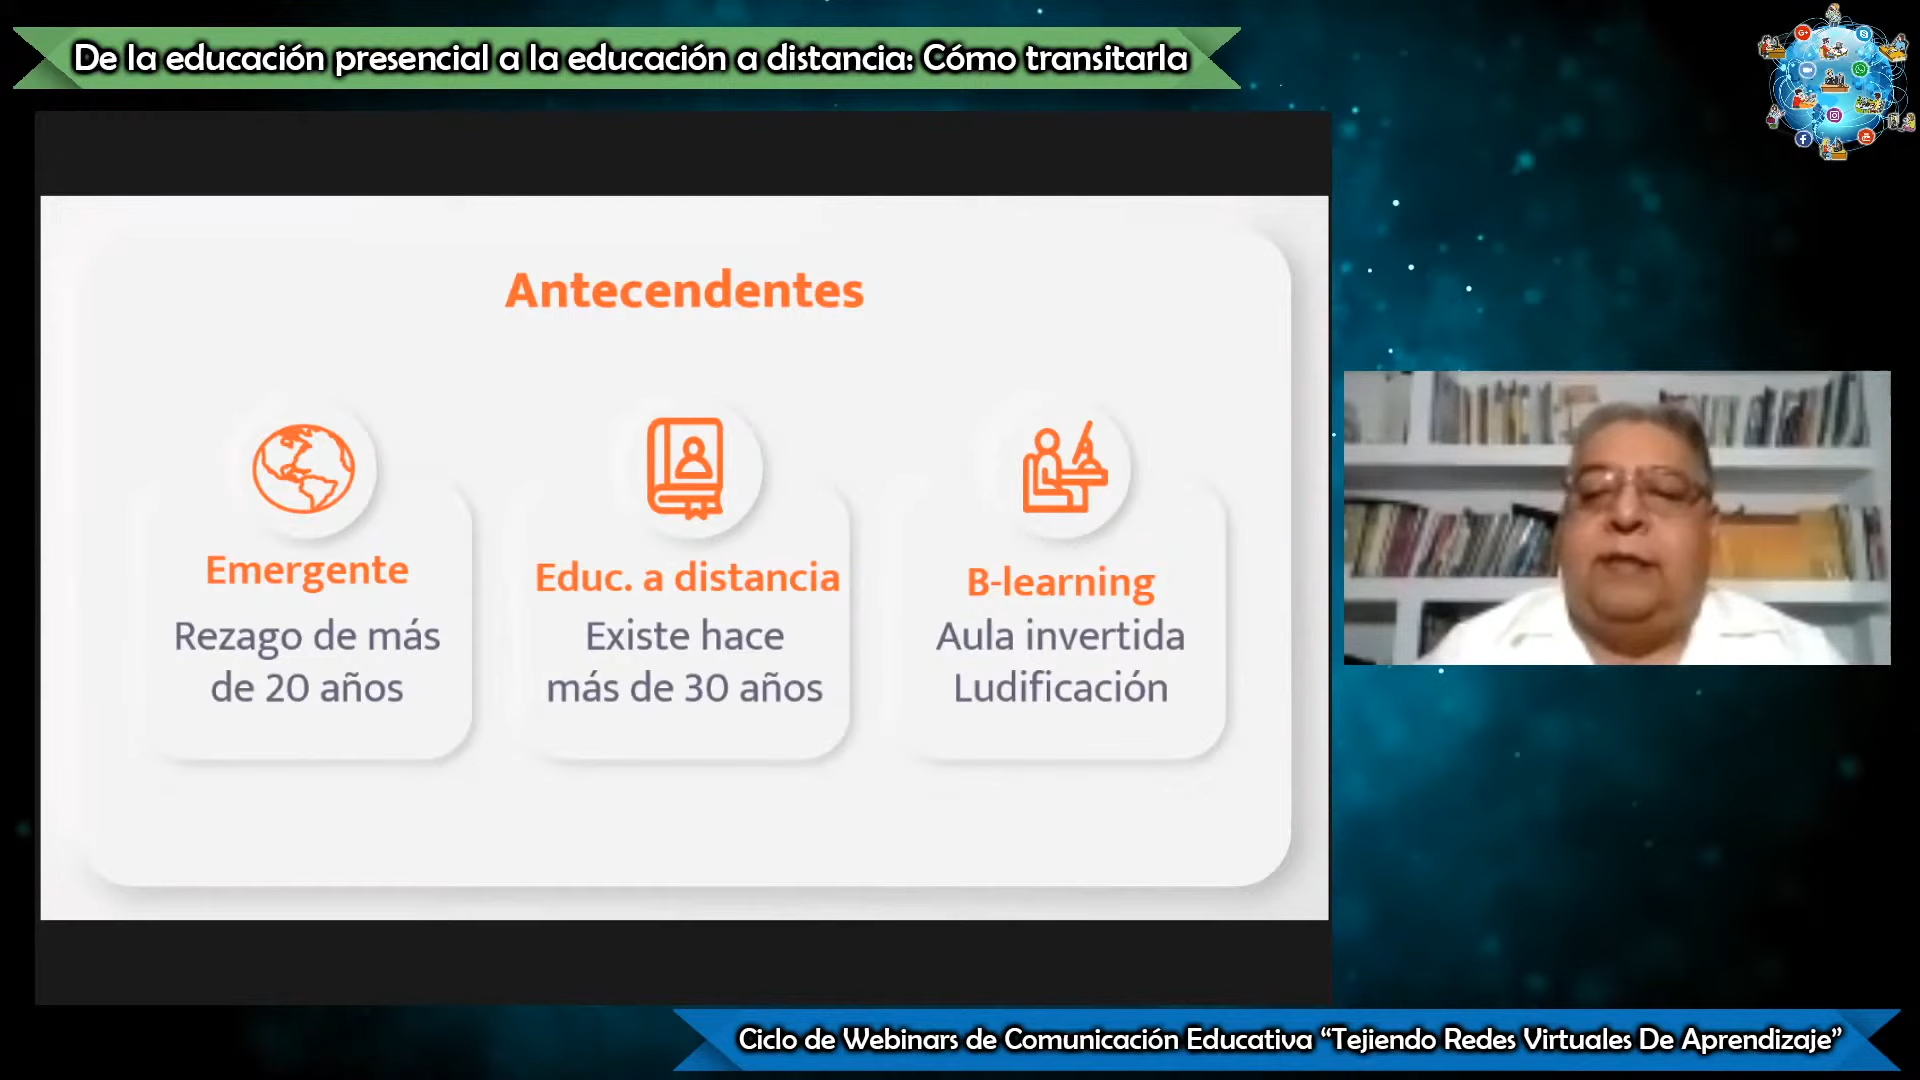 De la educación presencial a la educación a distancia: Cómo transitarla
Antecendentes
Emergente
Rezago de más
de 20 años
Educ. a distancia
Existe hace
más de 30 años
B-learning
Aula invertida
Ludificación
Ciclo de Webinars de Comunicación Educativa “Tejiendo Redes Virtuales De Aprendizaje”